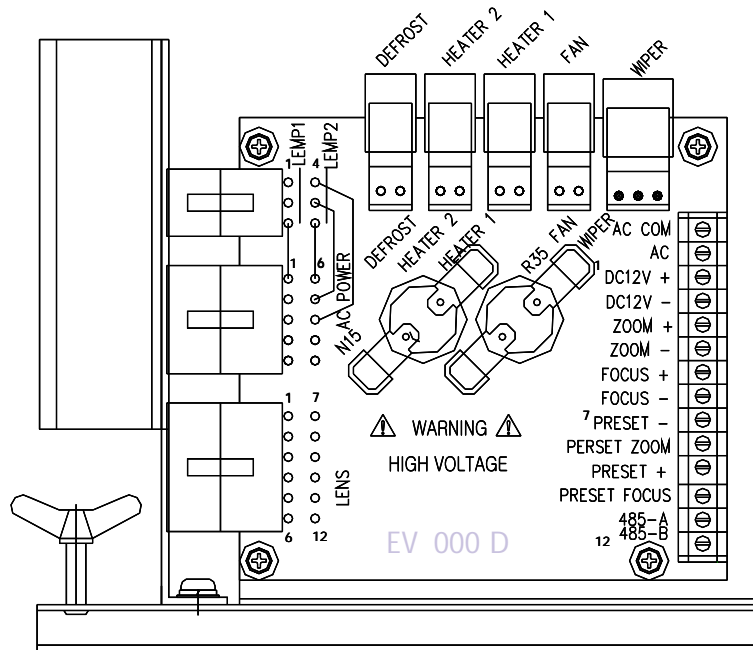 DEFROST
HEATER 2
HEATER 1
FAN
WIPER
1
4
LEMP1
LEMP2
1
6
AC POWER
DEFROST
HEATER 2
HEATER 1
R35
FAN
WIPER
N15
1
AC COM
AC
DC12V +
DC12V -
ZOOM +
ZOOM -
FOCUS +
FOCUS -
7 PRESET -
PERSET ZOOM
PRESET +
PRESET FOCUS
485-A
12 485-B
1
7
LENS
6
12
WARNING
HIGH VOLTAGE
EV 000 D